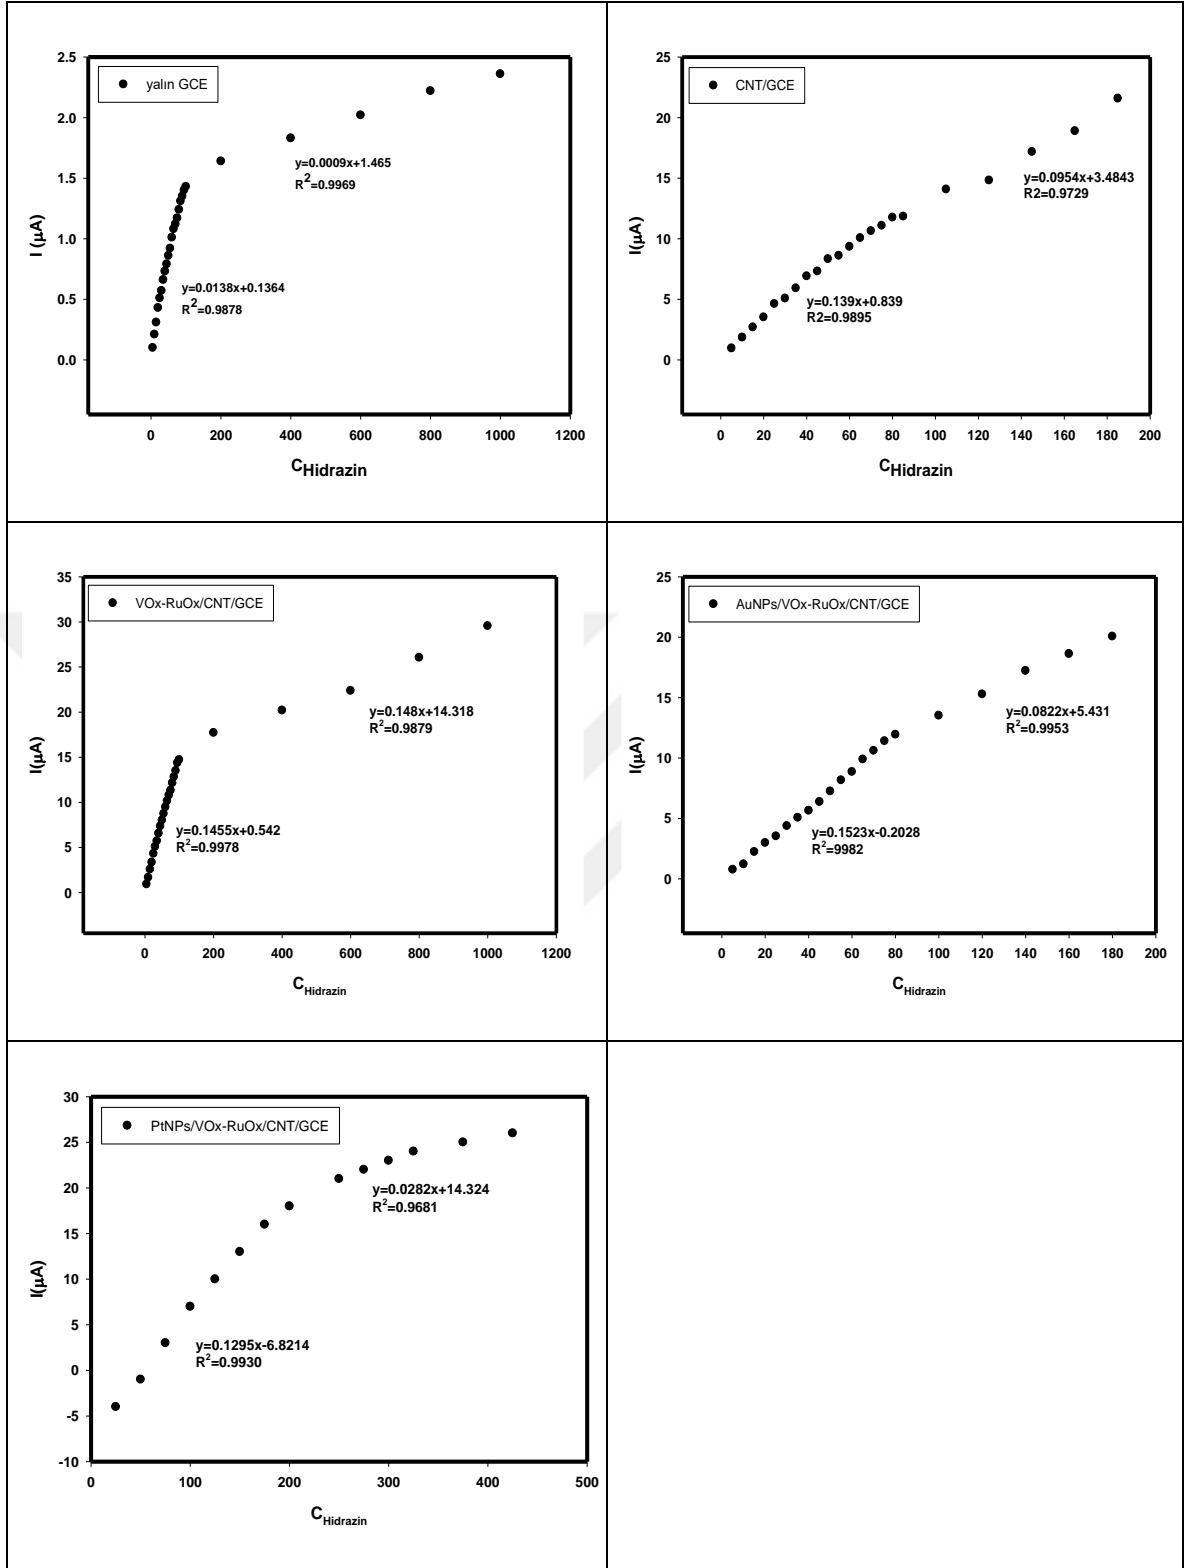 yalın GCE
2.5
2.0
1.5
1.0
0.5
0.0
I (µA)
y=0.0009x+1.465
R2=0.9969
y=0.0138x+0.1364
R2=0.9878
0 200 400 600 800 1000 1200
CHidrazin
CNT/GCE
25
20
15
10
5
0
I(µA)
y=0.0954x+3.4843
R2=0.9729
y=0.139x+0.839
R2=0.9895
0 20 40 60 80 100 120 140 160 180 200
CHidrazin
VOx-RuOx/CNT/GCE
35
30
25
20
15
10
5
0
I(µA)
y=0.148x+14.318
R2=0.9879
y=0.1455x+0.542
R2=0.9978
0 200 400 600 800 1000 1200
CHidrazin
AuNPs/VOx-RuOx/CNT/GCE
25
20
15
10
5
0
I(µA)
y=0.0822x+5.431
R2=0.9953
y=0.1523x-0.2028
R2=9982
0 20 40 60 80 100 120 140 160 180 200
CHidrazin
PtNPs/VOx-RuOx/CNT/GCE
30
25
20
15
10
5
0
-5
-10
I(µA)
y=0.0282x+14.324
R2=0.9681
y=0.1295x-6.8214
R2=0.9930
0 100 200 300 400 500
CHidrazin